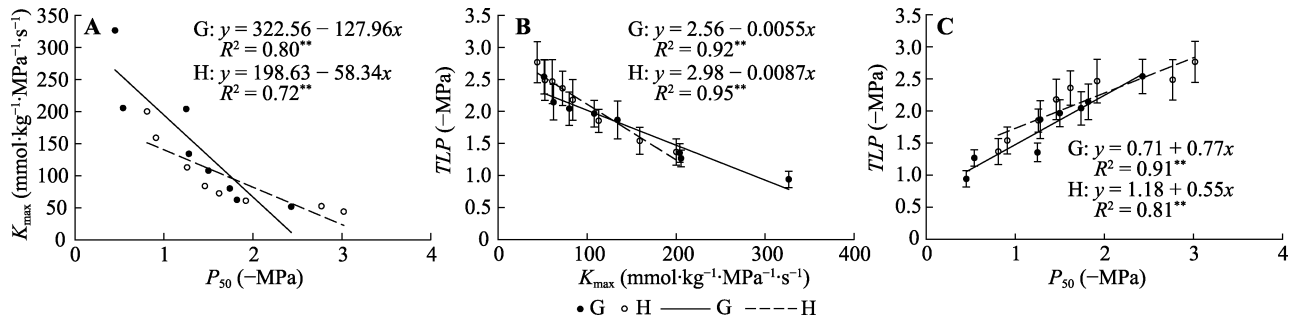 A
G: y = 322.56 − 127.96x
R² = 0.80**
H: y = 198.63 − 58.34x
R² = 0.72**
350
300
250
200
150
100
50
0
K_max (mmol·kg⁻¹·MPa⁻¹·s⁻¹)
0 1 2 3 4
P₅₀ (−MPa)
B
G: y = 2.56 − 0.0055x
R² = 0.92**
H: y = 2.98 − 0.0087x
R² = 0.95**
3.5
3.0
2.5
2.0
1.5
1.0
0.5
0
TLP (−MPa)
0 100 200 300 400
K_max (mmol·kg⁻¹·MPa⁻¹·s⁻¹)
C
3.5
3.0
2.5
2.0
1.5
1.0
0.5
0
TLP (−MPa)
G: y = 0.71 + 0.77x
R² = 0.91**
H: y = 1.18 + 0.55x
R² = 0.81**
0 1 2 3 4
P₅₀ (−MPa)
G H G H